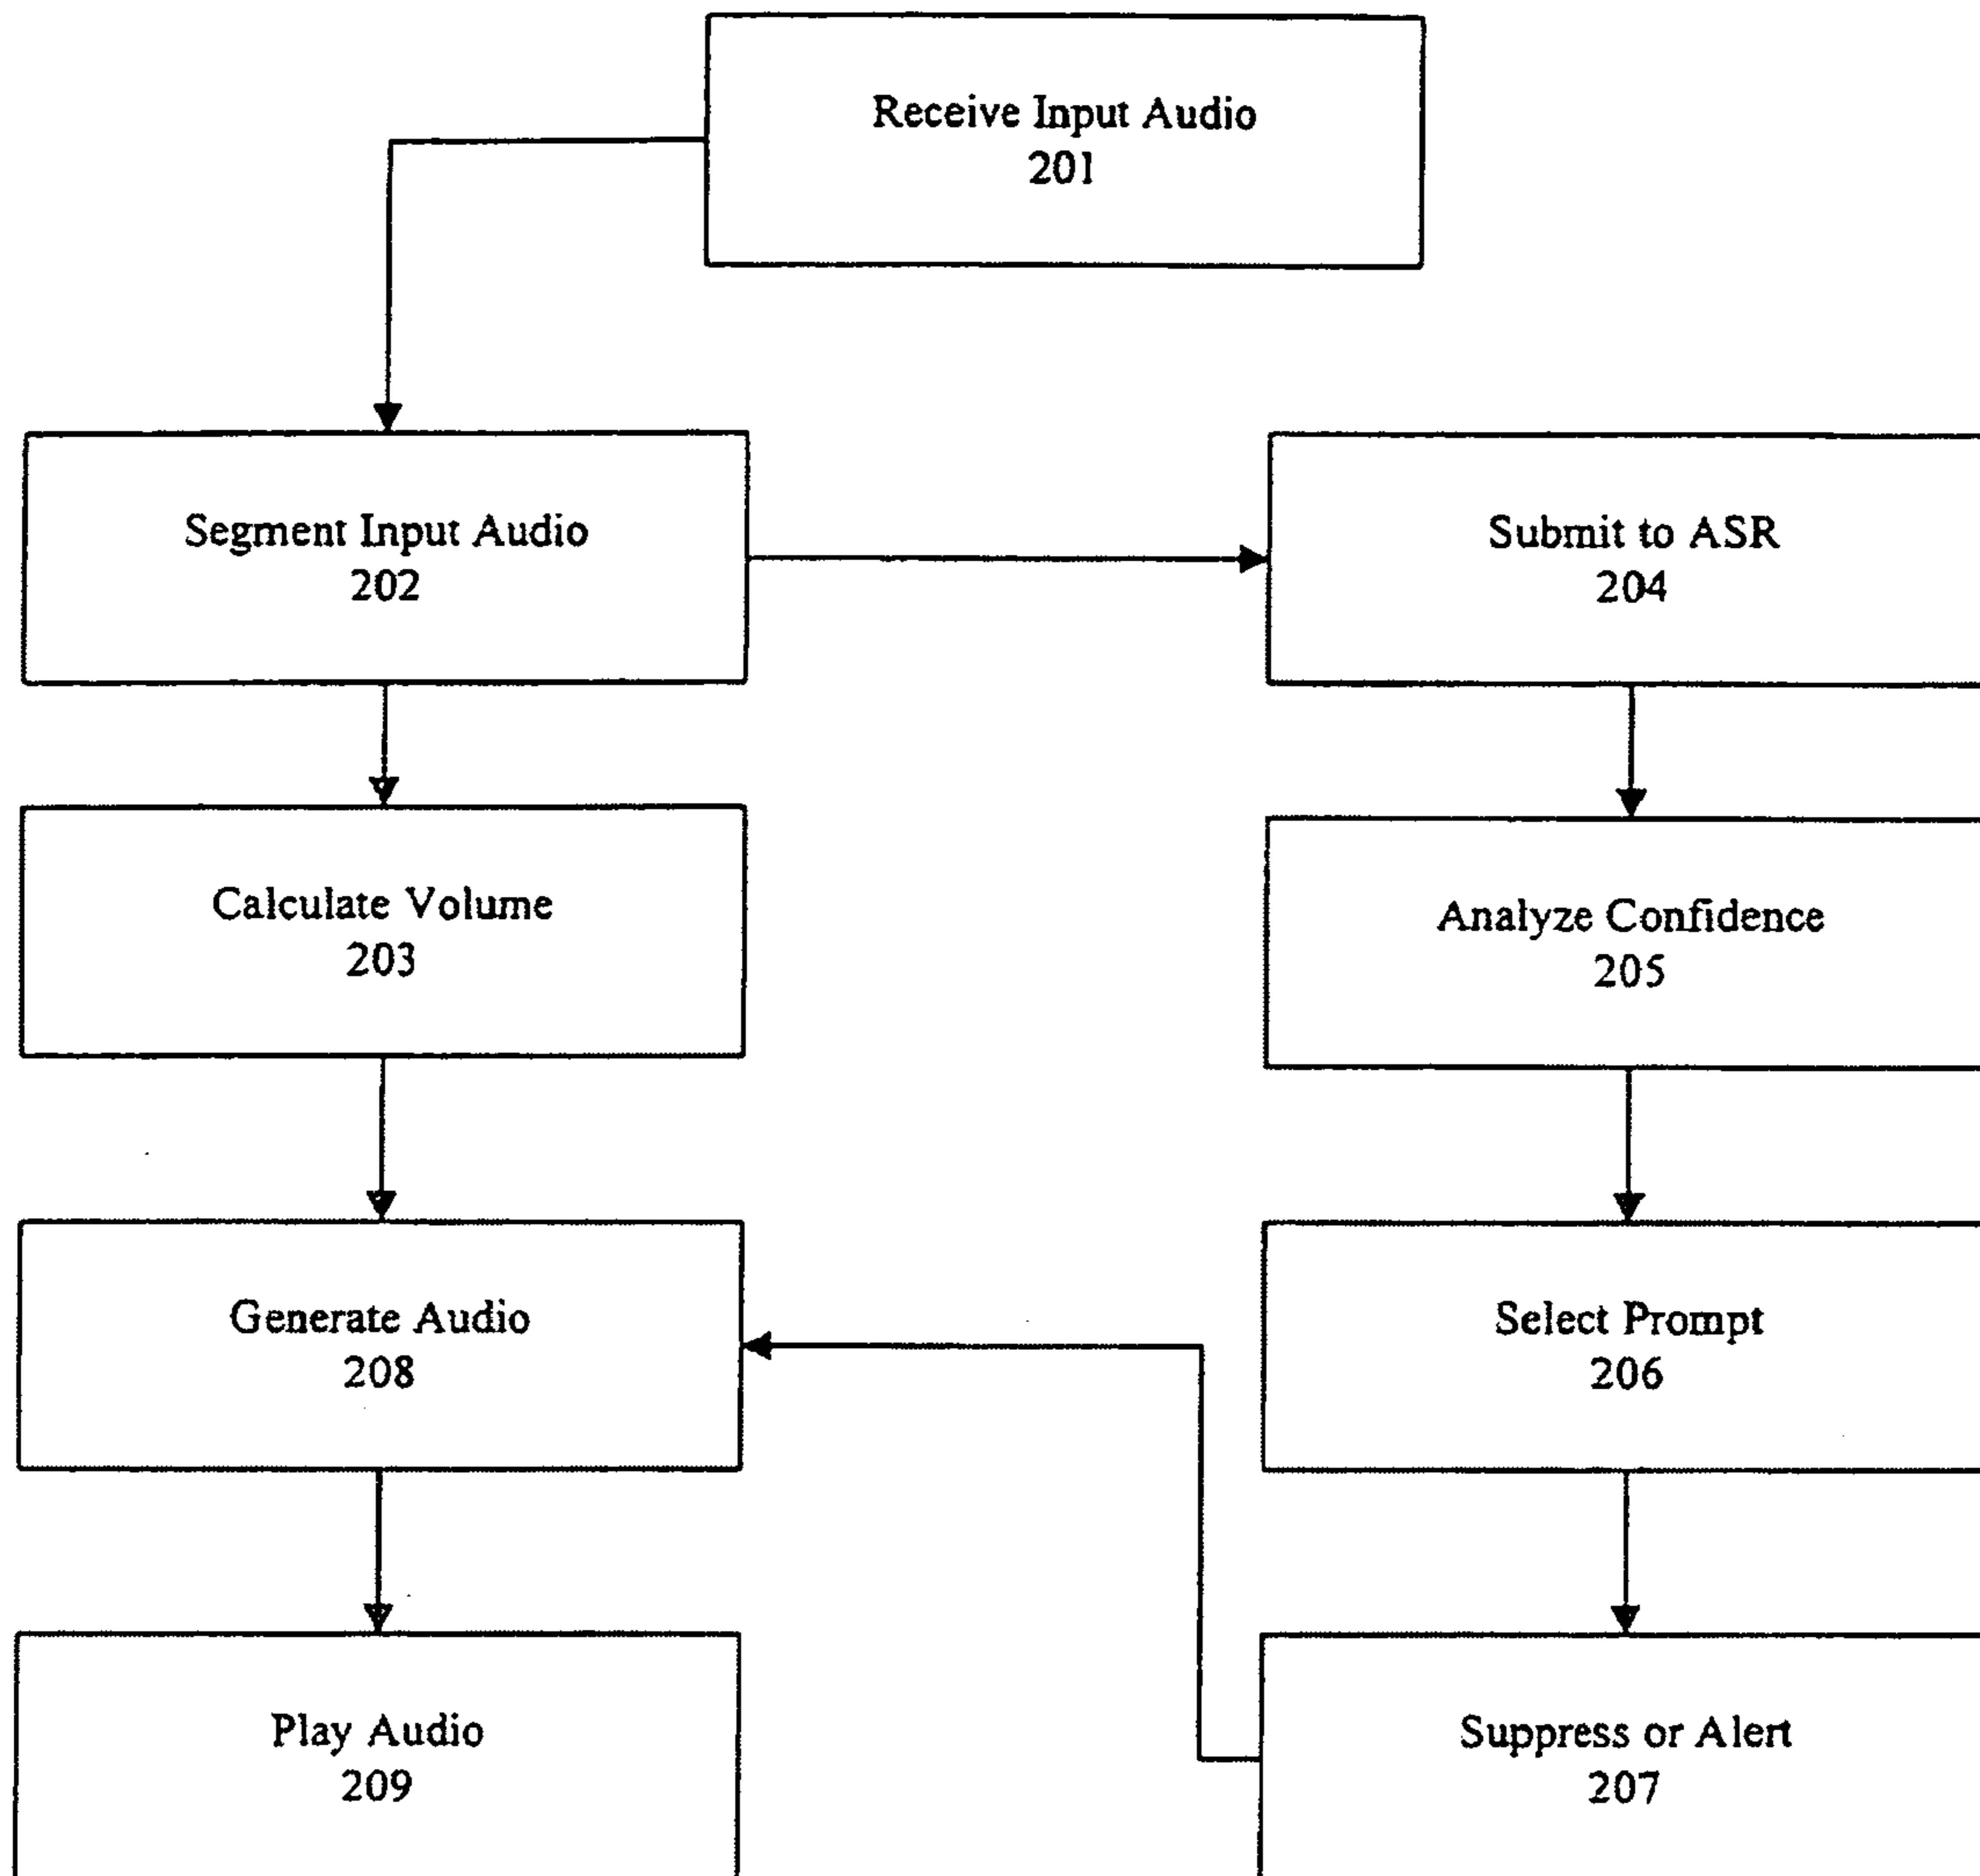 Receive Input Audio
201
Segment Input Audio
202
Submit to ASR
204
Calculate Volume
203
Analyze Confidence
205
Generate Audio
208
Select Prompt
206
Play Audio
209
Suppress or Alert
207